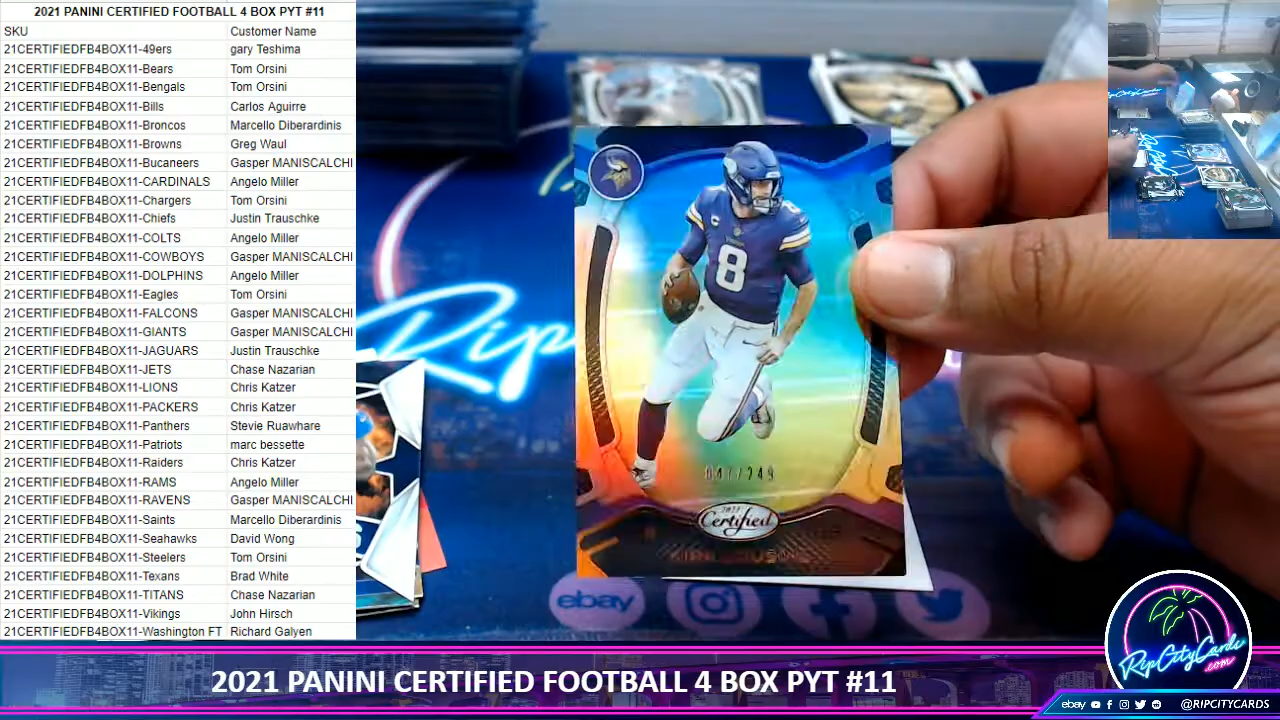 2021 PANINI CERTIFIED FOOTBALL 4 BOX PYT #11
SKU Customer Name
21CERTIFIEDFB4BOX11-49ers gary Teshima
21CERTIFIEDFB4BOX11-Bears Tom Orsini
21CERTIFIEDFB4BOX11-Bengals Tom Orsini
21CERTIFIEDFB4BOX11-Bills Carlos Aguirre
21CERTIFIEDFB4BOX11-Broncos Marcello Diberardinis
21CERTIFIEDFB4BOX11-Browns Greg Waul
21CERTIFIEDFB4BOX11-Bucaneers Gasper MANISCALCHI
21CERTIFIEDFB4BOX11-CARDINALS Angelo Miller
21CERTIFIEDFB4BOX11-Chargers Tom Orsini
21CERTIFIEDFB4BOX11-Chiefs Justin Trauschke
21CERTIFIEDFB4BOX11-COLTS Angelo Miller
21CERTIFIEDFB4BOX11-COWBOYS Gasper MANISCALCHI
21CERTIFIEDFB4BOX11-DOLPHINS Angelo Miller
21CERTIFIEDFB4BOX11-Eagles Tom Orsini
21CERTIFIEDFB4BOX11-FALCONS Gasper MANISCALCHI
21CERTIFIEDFB4BOX11-GIANTS Gasper MANISCALCHI
21CERTIFIEDFB4BOX11-JAGUARS Justin Trauschke
21CERTIFIEDFB4BOX11-JETS Chase Nazarian
21CERTIFIEDFB4BOX11-LIONS Chris Katzer
21CERTIFIEDFB4BOX11-PACKERS Chris Katzer
21CERTIFIEDFB4BOX11-Panthers Stevie Ruawhare
21CERTIFIEDFB4BOX11-Patriots marc bessette
21CERTIFIEDFB4BOX11-Raiders Chris Katzer
21CERTIFIEDFB4BOX11-RAMS Angelo Miller
21CERTIFIEDFB4BOX11-RAVENS Gasper MANISCALCHI
21CERTIFIEDFB4BOX11-Saints Marcello Diberardinis
21CERTIFIEDFB4BOX11-Seahawks David Wong
21CERTIFIEDFB4BOX11-Steelers Tom Orsini
21CERTIFIEDFB4BOX11-Texans Brad White
21CERTIFIEDFB4BOX11-TITANS Chase Nazarian
21CERTIFIEDFB4BOX11-Vikings John Hirsch
21CERTIFIEDFB4BOX11-Washington FT Richard Galyen
Rip
8
047/249
2021
Certified
ebay
RipCityCards
.com
2021 PANINI CERTIFIED FOOTBALL 4 BOX PYT #11
ebay @RIPCITYCARDS